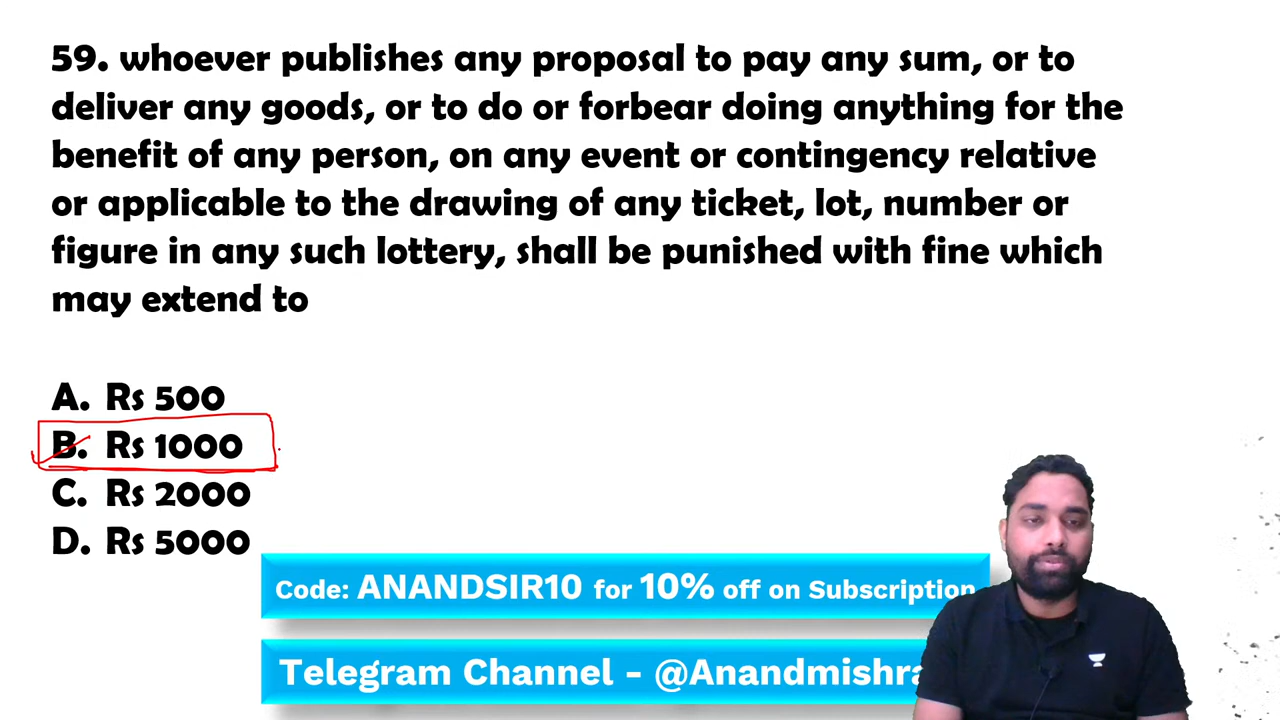 59. whoever publishes any proposal to pay any sum, or to
deliver any goods, or to do or forbear doing anything for the
benefit of any person, on any event or contingency relative
or applicable to the drawing of any ticket, lot, number or
figure in any such lottery, shall be punished with fine which
may extend to
A. Rs 500
B. Rs 1000
C. Rs 2000
D. Rs 5000
Code: ANANDSIR10 for 10% off on Subscription
Telegram Channel - @Anandmishra